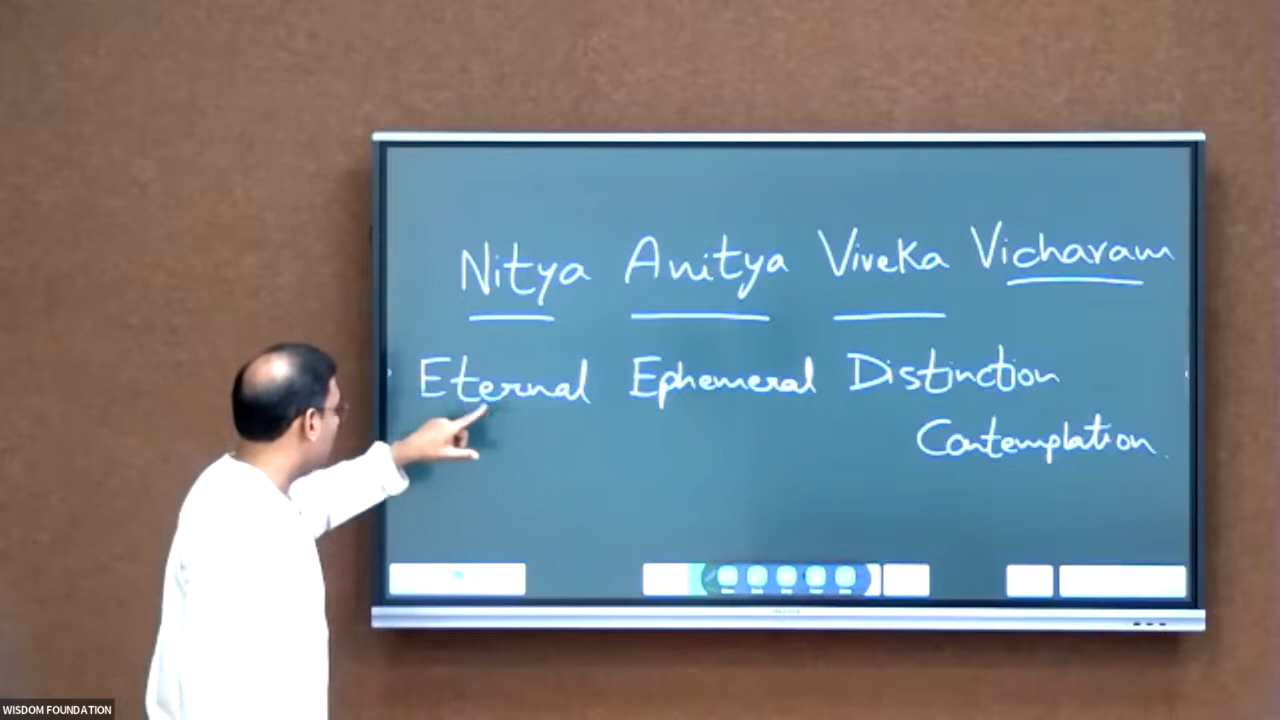 Nitya Anitya Viveka Vicharam
Eternal Ephemeral Distinction
Contemplation
WISDOM FOUNDATION